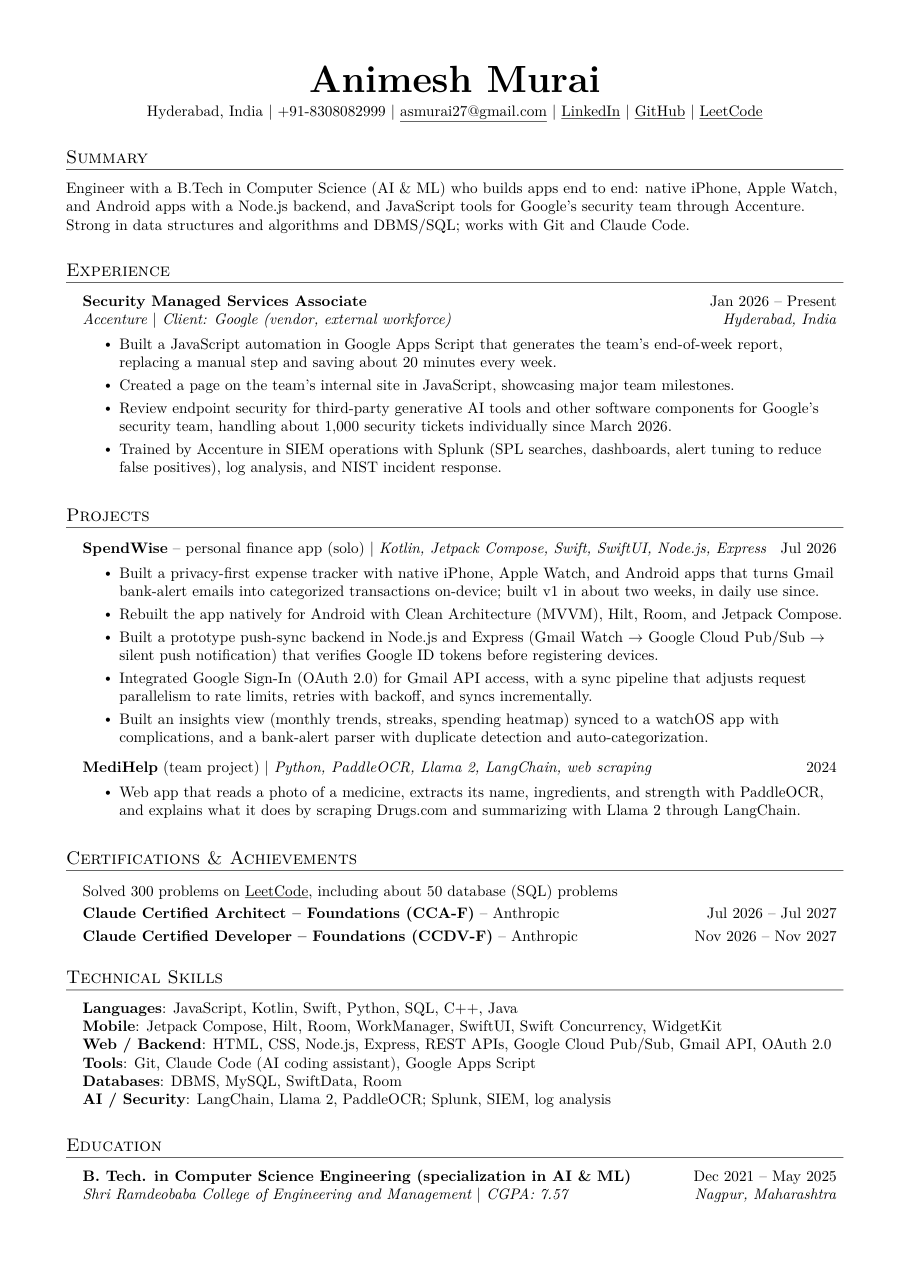 Animesh Murai
Hyderabad, India | +91-8308082999 | asmurai27@gmail.com | LinkedIn | GitHub | LeetCode
Summary
Engineer with a B.Tech in Computer Science (AI & ML) who builds apps end to end: native iPhone, Apple Watch,
and Android apps with a Node.js backend, and JavaScript tools for Google's security team through Accenture.
Strong in data structures and algorithms and DBMS/SQL; works with Git and Claude Code.
Experience
Security Managed Services Associate Jan 2026 – Present
Accenture | Client: Google (vendor, external workforce) Hyderabad, India
• Built a JavaScript automation in Google Apps Script that generates the team's end-of-week report,
replacing a manual step and saving about 20 minutes every week.
• Created a page on the team's internal site in JavaScript, showcasing major team milestones.
• Review endpoint security for third-party generative AI tools and other software components for Google's
security team, handling about 1,000 security tickets individually since March 2026.
• Trained by Accenture in SIEM operations with Splunk (SPL searches, dashboards, alert tuning to reduce
false positives), log analysis, and NIST incident response.
Projects
SpendWise – personal finance app (solo) | Kotlin, Jetpack Compose, Swift, SwiftUI, Node.js, Express Jul 2026
• Built a privacy-first expense tracker with native iPhone, Apple Watch, and Android apps that turns Gmail
bank-alert emails into categorized transactions on-device; built v1 in about two weeks, in daily use since.
• Rebuilt the app natively for Android with Clean Architecture (MVVM), Hilt, Room, and Jetpack Compose.
• Built a prototype push-sync backend in Node.js and Express (Gmail Watch → Google Cloud Pub/Sub →
silent push notification) that verifies Google ID tokens before registering devices.
• Integrated Google Sign-In (OAuth 2.0) for Gmail API access, with a sync pipeline that adjusts request
parallelism to rate limits, retries with backoff, and syncs incrementally.
• Built an insights view (monthly trends, streaks, spending heatmap) synced to a watchOS app with
complications, and a bank-alert parser with duplicate detection and auto-categorization.
MediHelp (team project) | Python, PaddleOCR, Llama 2, LangChain, web scraping 2024
• Web app that reads a photo of a medicine, extracts its name, ingredients, and strength with PaddleOCR,
and explains what it does by scraping Drugs.com and summarizing with Llama 2 through LangChain.
Certifications & Achievements
Solved 300 problems on LeetCode, including about 50 database (SQL) problems
Claude Certified Architect – Foundations (CCA-F) – Anthropic Jul 2026 – Jul 2027
Claude Certified Developer – Foundations (CCDV-F) – Anthropic Nov 2026 – Nov 2027
Technical Skills
Languages: JavaScript, Kotlin, Swift, Python, SQL, C++, Java
Mobile: Jetpack Compose, Hilt, Room, WorkManager, SwiftUI, Swift Concurrency, WidgetKit
Web / Backend: HTML, CSS, Node.js, Express, REST APIs, Google Cloud Pub/Sub, Gmail API, OAuth 2.0
Tools: Git, Claude Code (AI coding assistant), Google Apps Script
Databases: DBMS, MySQL, SwiftData, Room
AI / Security: LangChain, Llama 2, PaddleOCR; Splunk, SIEM, log analysis
Education
B. Tech. in Computer Science Engineering (specialization in AI & ML) Dec 2021 – May 2025
Shri Ramdeobaba College of Engineering and Management | CGPA: 7.57 Nagpur, Maharashtra